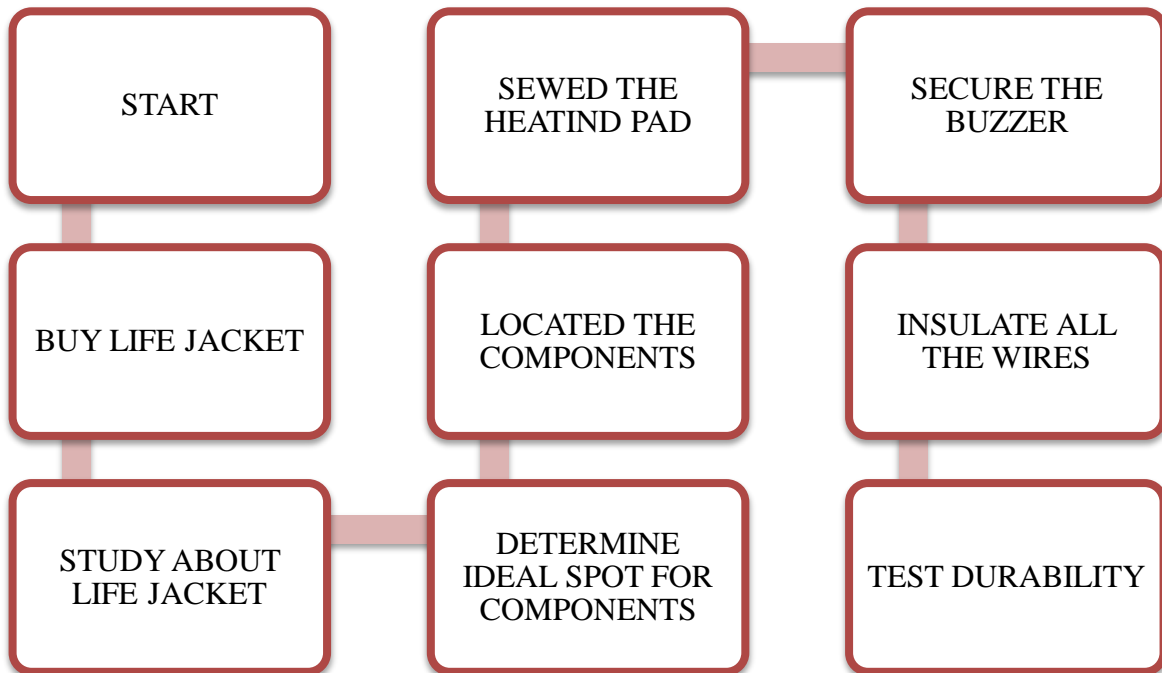 START
BUY LIFE JACKET
STUDY ABOUT
LIFE JACKET
DETERMINE
IDEAL SPOT FOR
COMPONENTS
LOCATED THE
COMPONENTS
SEWED THE
HEATIND PAD
SECURE THE
BUZZER
INSULATE ALL
THE WIRES
TEST DURABILITY